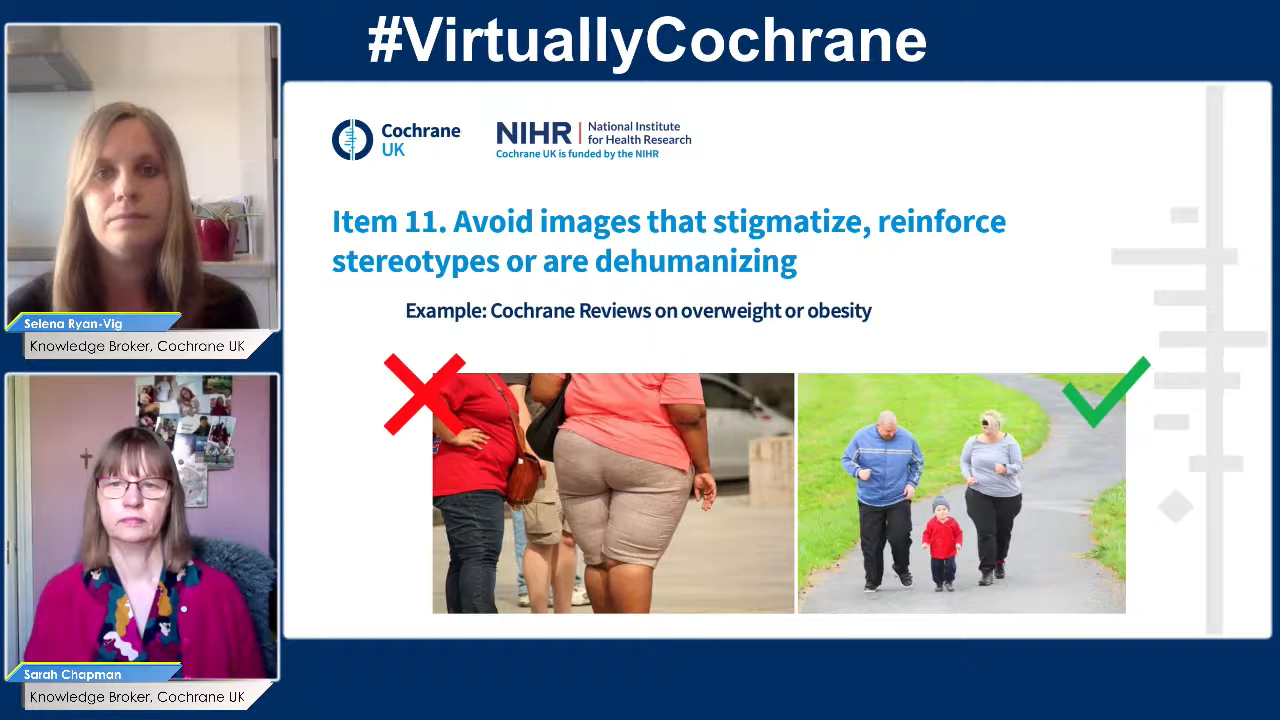 #VirtuallyCochrane
Cochrane
UK
NIHR
National Institute
for Health Research
Cochrane UK is funded by the NIHR
Item 11. Avoid images that stigmatize, reinforce
stereotypes or are dehumanizing
Example: Cochrane Reviews on overweight or obesity
Selena Ryan-Vig
Knowledge Broker, Cochrane UK
Sarah Chapman
Knowledge Broker, Cochrane UK